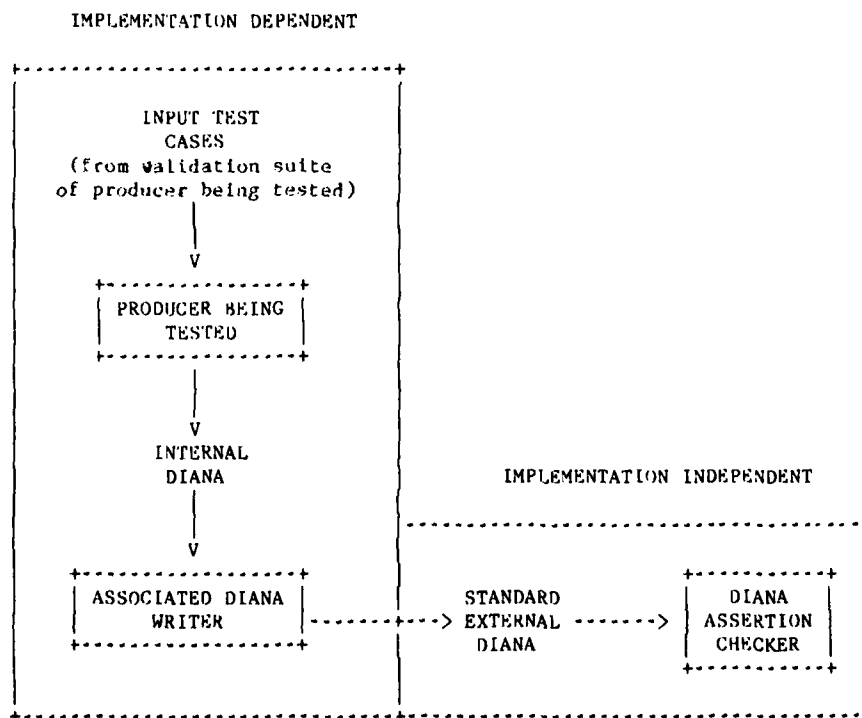 IMPLEMENTATION DEPENDENT
INPUT TEST
CASES
(from validation suite
of producer being tested)
PRODUCER BEING
TESTED
INTERNAL
DIANA
IMPLEMENTATION INDEPENDENT
ASSOCIATED DIANA
WRITER
STANDARD
EXTERNAL
DIANA
DIANA
ASSERTION
CHECKER